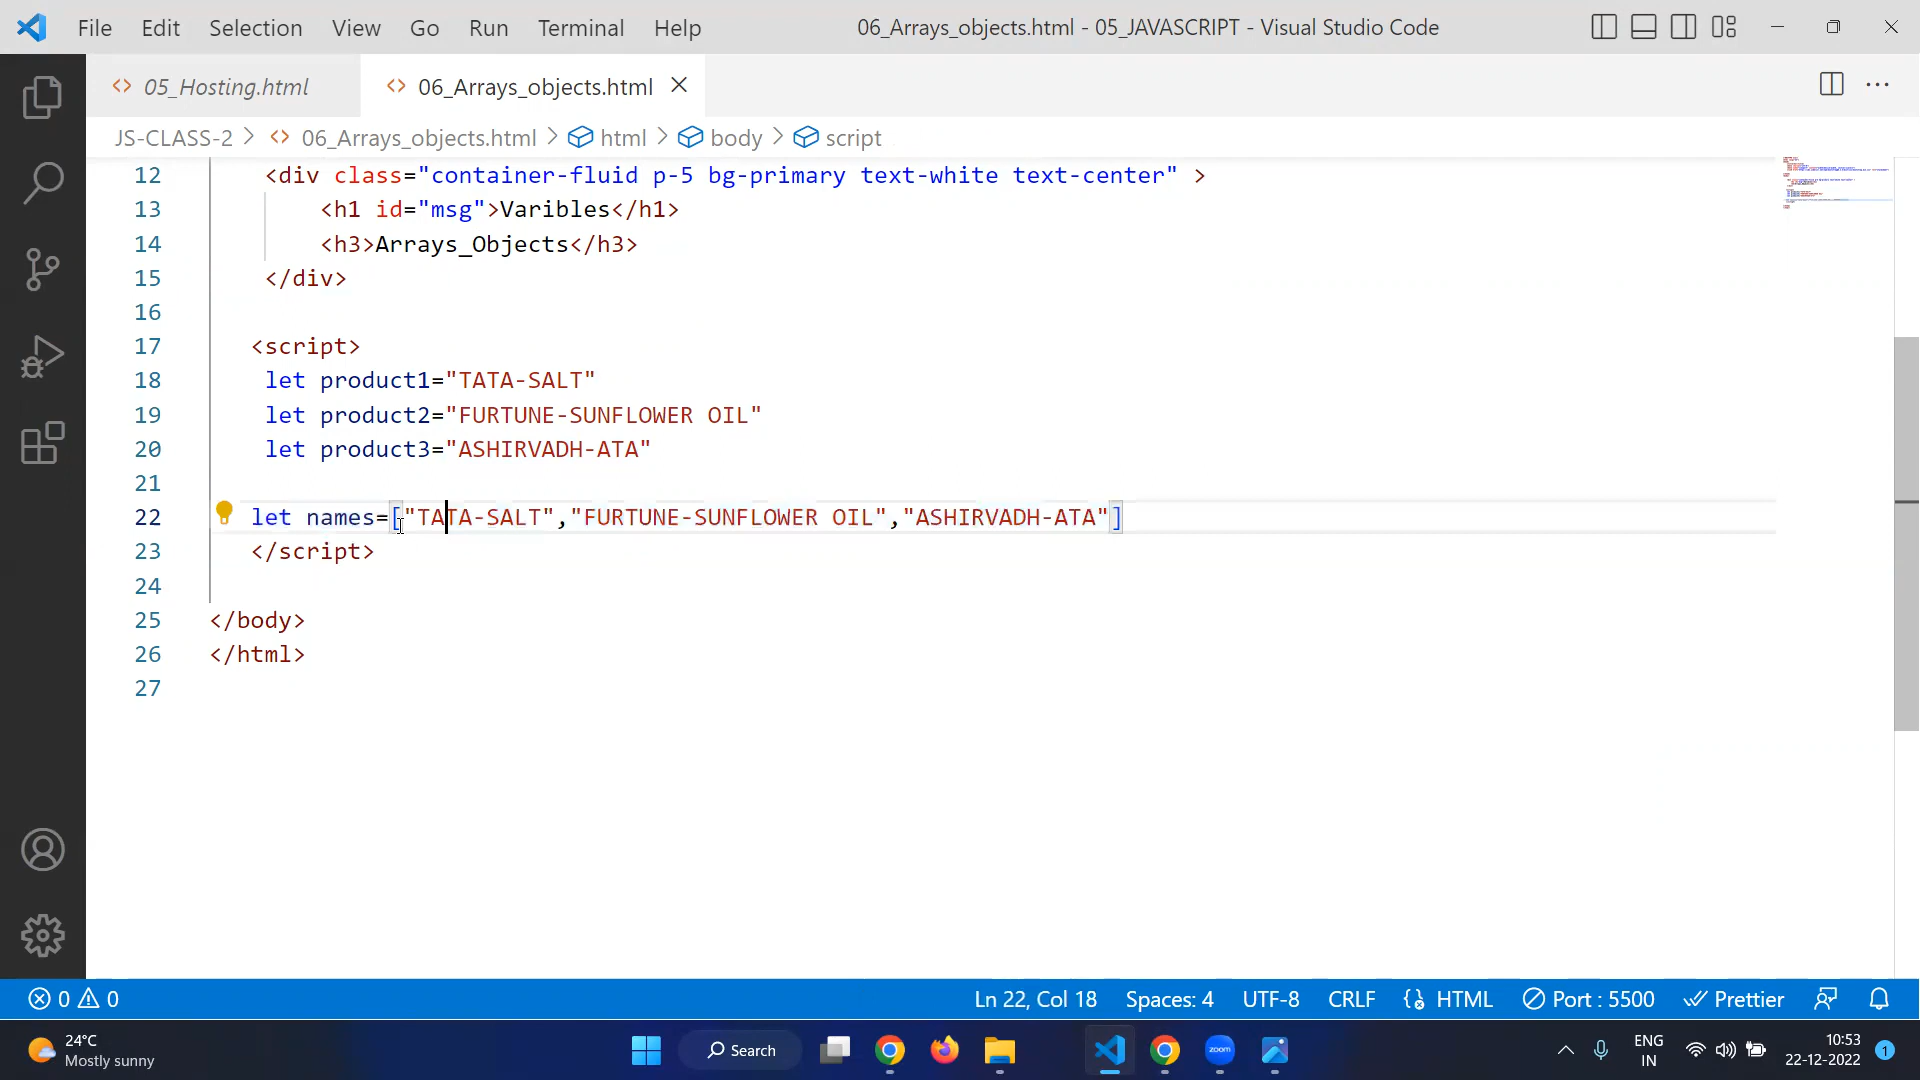 File Edit Selection View Go Run Terminal Help 06_Arrays_objects.html - 05_JAVASCRIPT - Visual Studio Code
05_Hosting.html 06_Arrays_objects.html
JS-CLASS-2 > 06_Arrays_objects.html > html > body > script
12 <div class="container-fluid p-5 bg-primary text-white text-center" >
13 <h1 id="msg">Varibles</h1>
14 <h3>Arrays_Objects</h3>
15 </div>
16
17 <script>
18 let product1="TATA-SALT"
19 let product2="FURTUNE-SUNFLOWER OIL"
20 let product3="ASHIRVADH-ATA"
21
22 let names=["TATA-SALT","FURTUNE-SUNFLOWER OIL","ASHIRVADH-ATA"]
23 </script>
24
25 </body>
26 </html>
27
0 0 Ln 22, Col 18 Spaces: 4 UTF-8 CRLF HTML Port : 5500 Prettier
24°C
Mostly sunny
Search
zoom
ENG
IN
10:53
22-12-2022
1